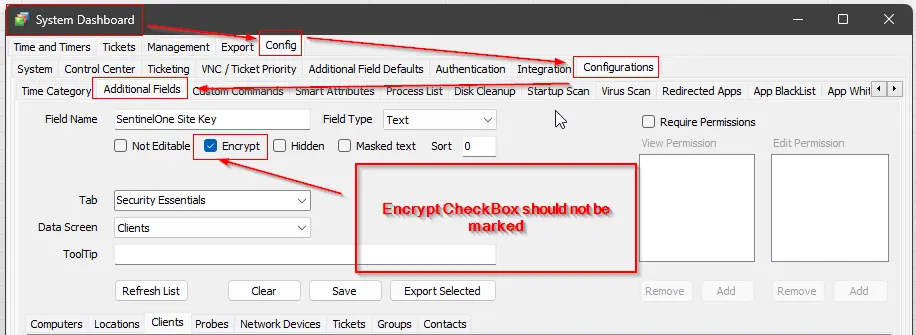 System Dashboard
Time and Timers Tickets Management Export Config
System Control Center Ticketing VNC / Ticket Priority Additional Field Defaults Authentication Integration Configurations
Time Category Additional Fields Custom Commands Smart Attributes Process List Disk Cleanup Startup Scan Virus Scan Redirected Apps App BlackList App Whit
Field Name SentinelOne Site Key Field Type Text Require Permissions
Not Editable Encrypt Hidden Masked text Sort 0 View Permission Edit Permission
Encrypt CheckBox should not be
marked
Tab Security Essentials
Data Screen Clients
ToolTip
Refresh List Clear Save Export Selected Remove Add Remove Add
Computers Locations Clients Probes Network Devices Tickets Groups Contacts